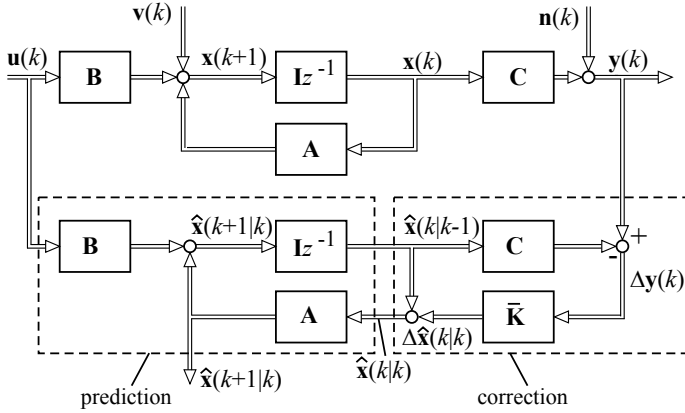 v(k)
n(k)
u(k)
B
x(k+1)
Iz⁻¹
x(k)
C
y(k)
A
B
x̂(k+1|k)
Iz⁻¹
x̂(k|k-1)
C
+
-
Δy(k)
A
K̄
Δx̂(k|k)
x̂(k|k)
x̂(k+1|k)
prediction
correction